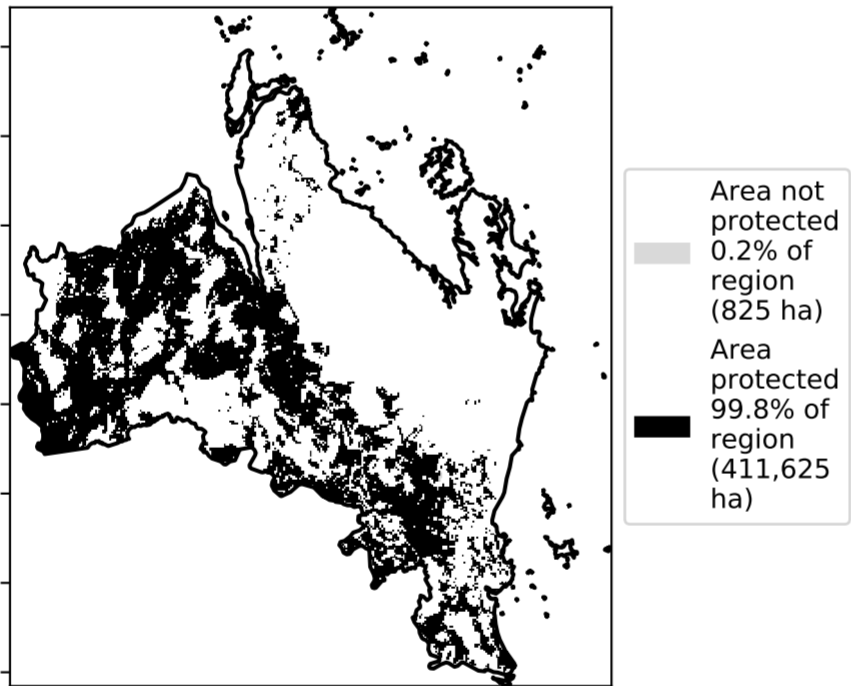 Area not
protected
0.2% of
region
(825 ha)
Area
protected
99.8% of
region
(411,625
ha)